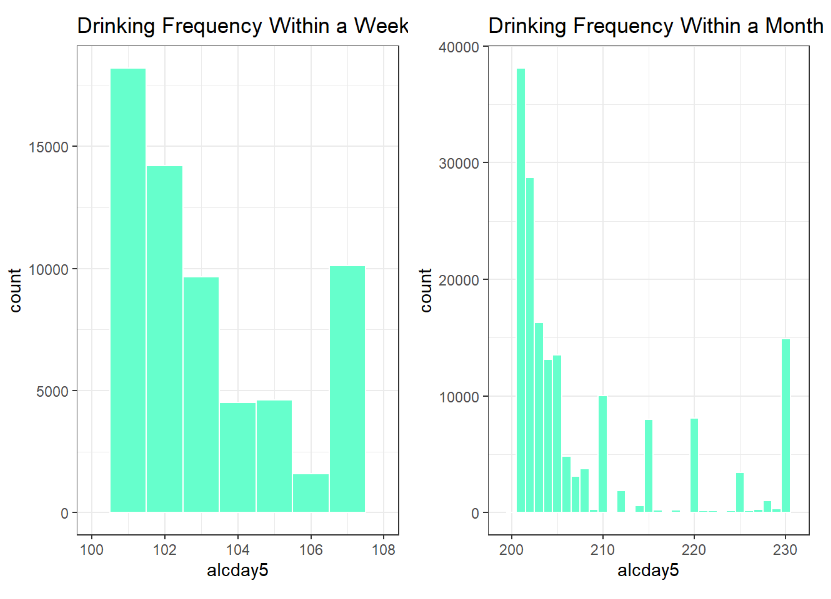 Drinking Frequency Within a Week
15000
10000
5000
0
count
100 102 104 106 108
alcday5
Drinking Frequency Within a Month
40000
30000
20000
10000
0
count
200 210 220 230
alcday5